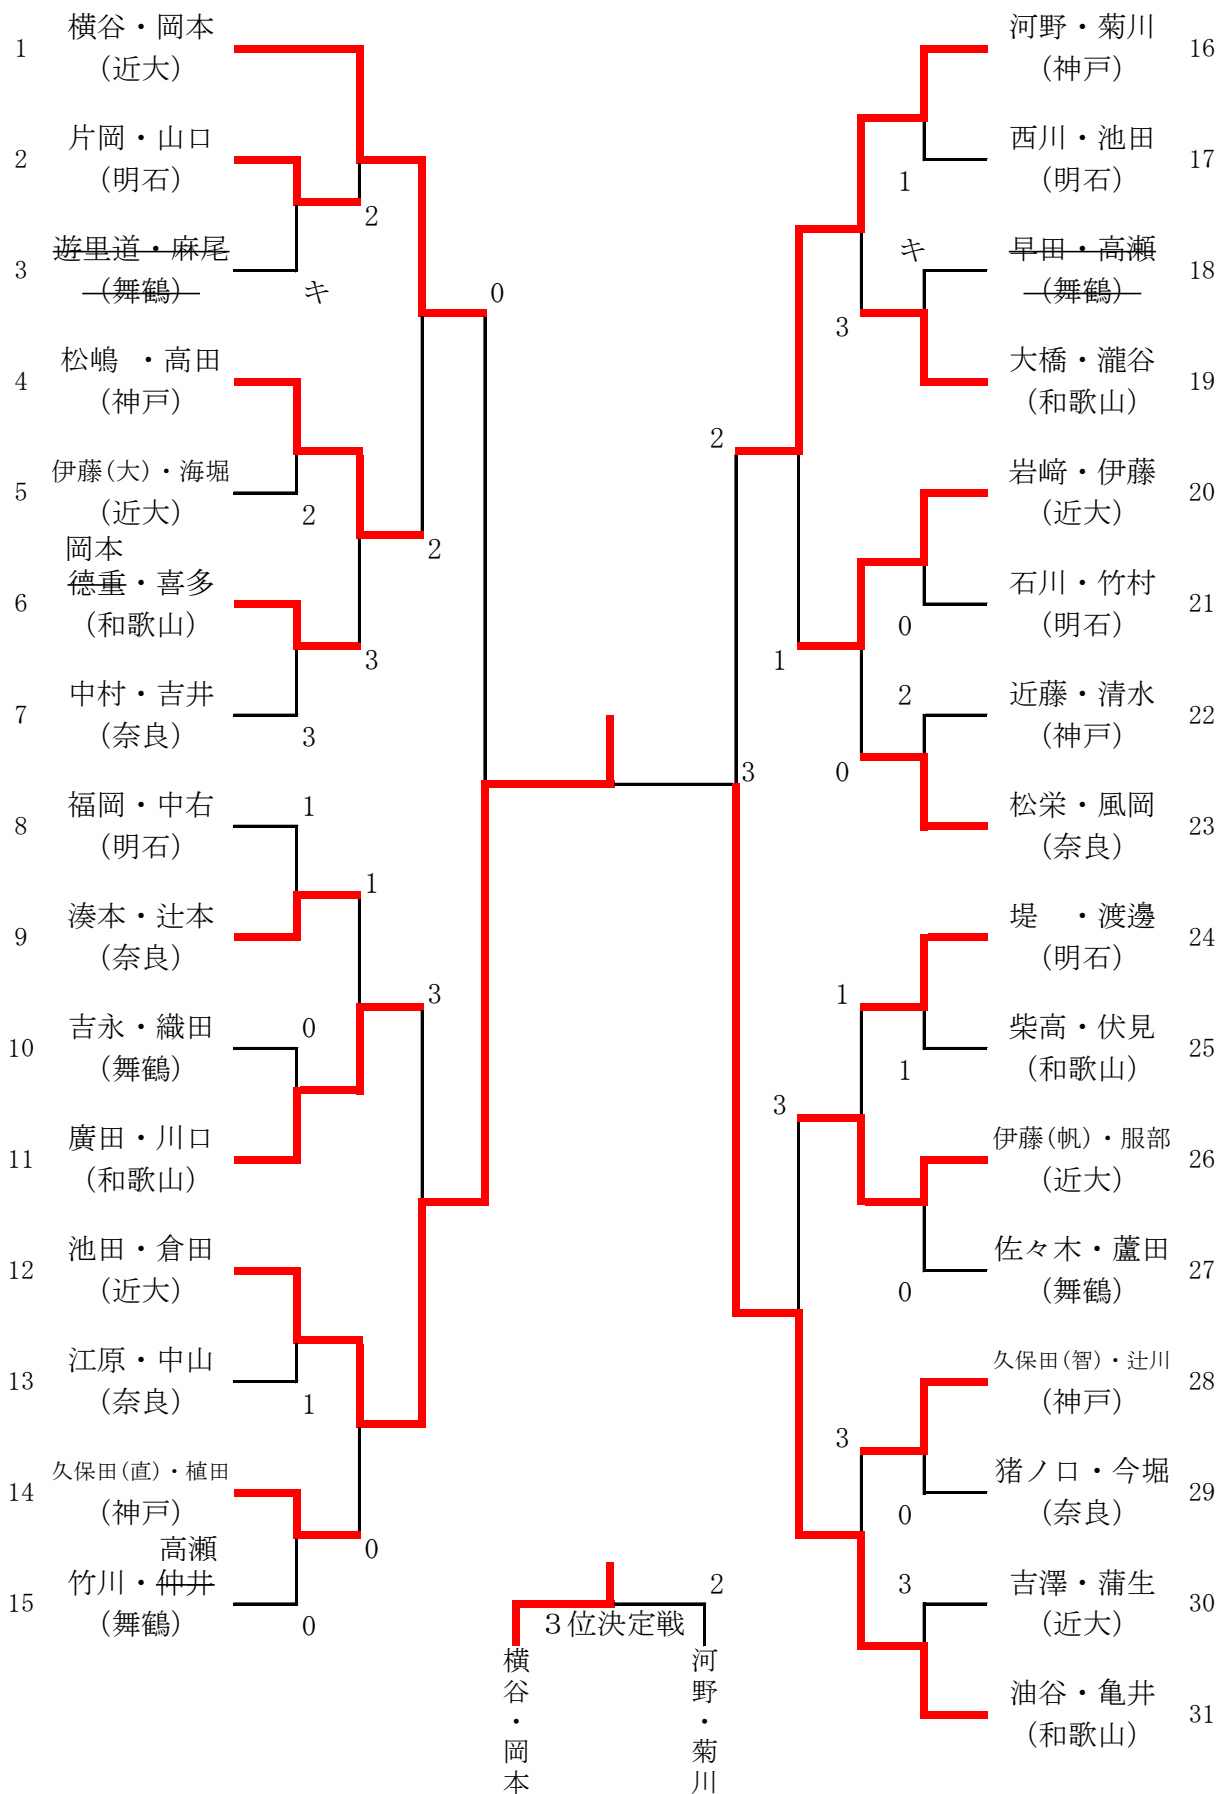 1 横谷・岡本
(近大)
2 片岡・山口
(明石)
2
3 遊里道・麻尾
(舞鶴)
キ
0
4 松嶋 ・高田
(神戸)
5 伊藤(大)・海堀
(近大)
2
2
岡本
6 德重・喜多
(和歌山)
3
7 中村・吉井
(奈良)
3
8 福岡・中右
(明石)
1
1
9 湊本・辻本
(奈良)
3
10 吉永・織田
(舞鶴)
0
11 廣田・川口
(和歌山)
12 池田・倉田
(近大)
13 江原・中山
(奈良)
1
14 久保田(直)・植田
(神戸)
0
高瀬
15 竹川・仲井
(舞鶴)
0
河野・菊川 16
(神戸)
西川・池田 17
(明石)
1
キ
早田・高瀬 18
(舞鶴)
3
大橋・瀧谷 19
(和歌山)
2
岩﨑・伊藤 20
(近大)
石川・竹村 21
(明石)
0
1
2
近藤・清水 22
(神戸)
0
3
松栄・風岡 23
(奈良)
堤 ・渡邊 24
(明石)
1
柴高・伏見 25
(和歌山)
1
3
伊藤(帆)・服部 26
(近大)
佐々木・蘆田 27
(舞鶴)
0
久保田(智)・辻川 28
(神戸)
3
猪ノ口・今堀 29
(奈良)
0
3
吉澤・蒲生 30
(近大)
油谷・亀井 31
(和歌山)
2
３位決定戦
横谷・岡本
河野・菊川